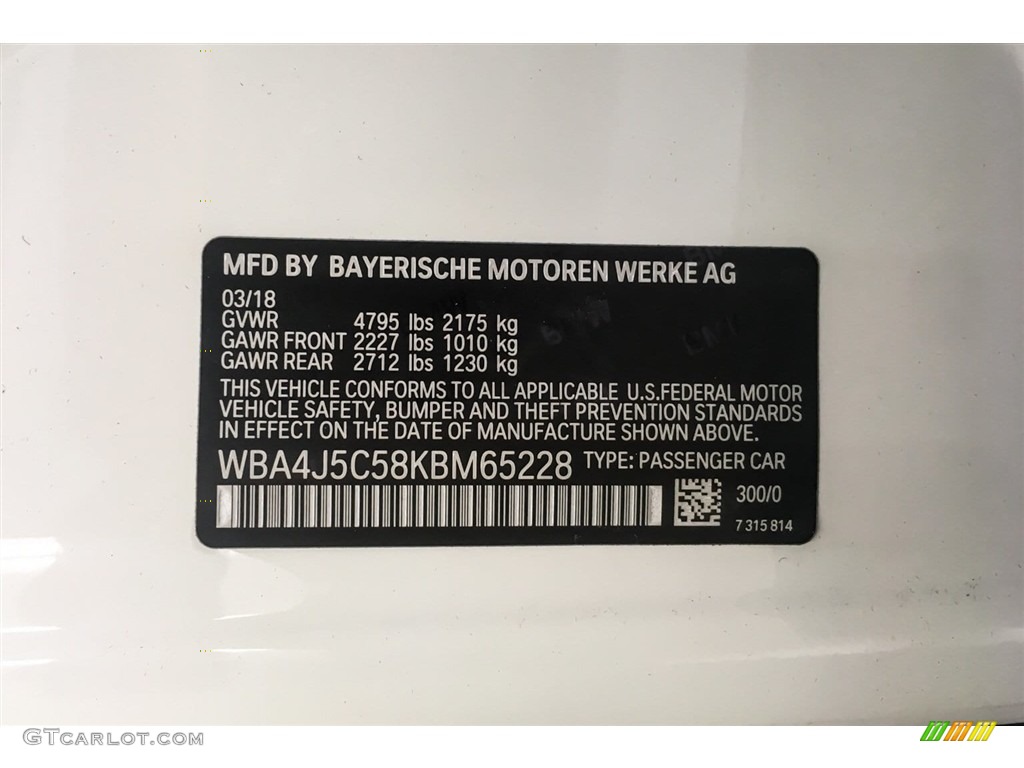 MFD BY BAYERISCHE MOTOREN WERKE AG
03/18
GVWR 4795 lbs 2175 kg
GAWR FRONT 2227 lbs 1010 kg
GAWR REAR 2712 lbs 1230 kg
THIS VEHICLE CONFORMS TO ALL APPLICABLE U.S.FEDERAL MOTOR
VEHICLE SAFETY, BUMPER AND THEFT PREVENTION STANDARDS
IN EFFECT ON THE DATE OF MANUFACTURE SHOWN ABOVE.
WBA4J5C58KBM65228 TYPE: PASSENGER CAR
300/0
7 315 814
GTCARLOT.COM